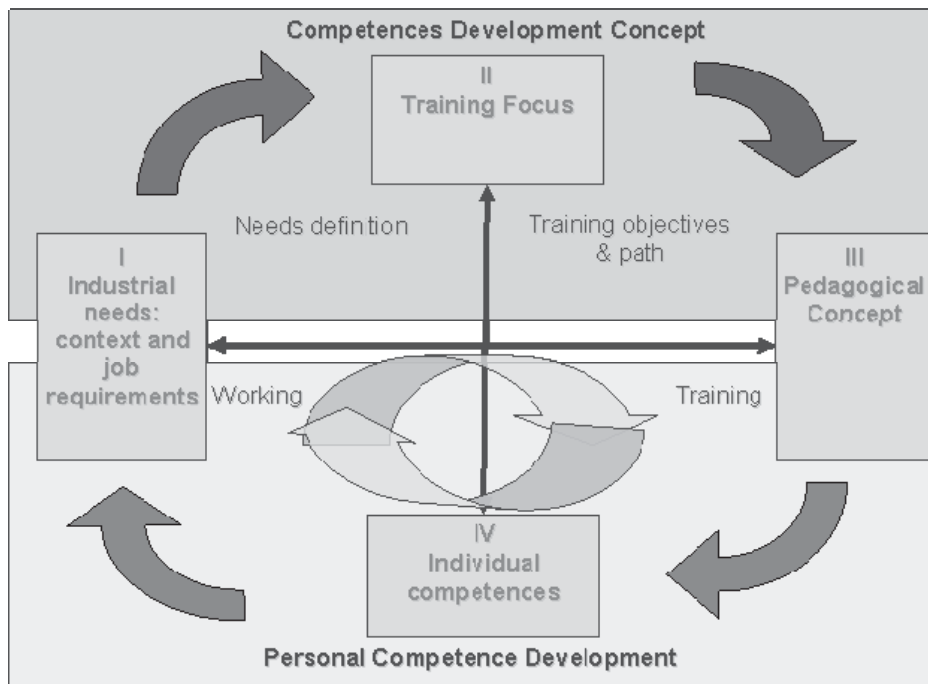 Competences Development Concept
II
Training Focus
Needs defintion
Training objectives
& path
I
Industrial
needs:
context and
job
requirements
III
Pedagogical
Concept
Working
Training
IV
Individual
competences
Personal Competence Development